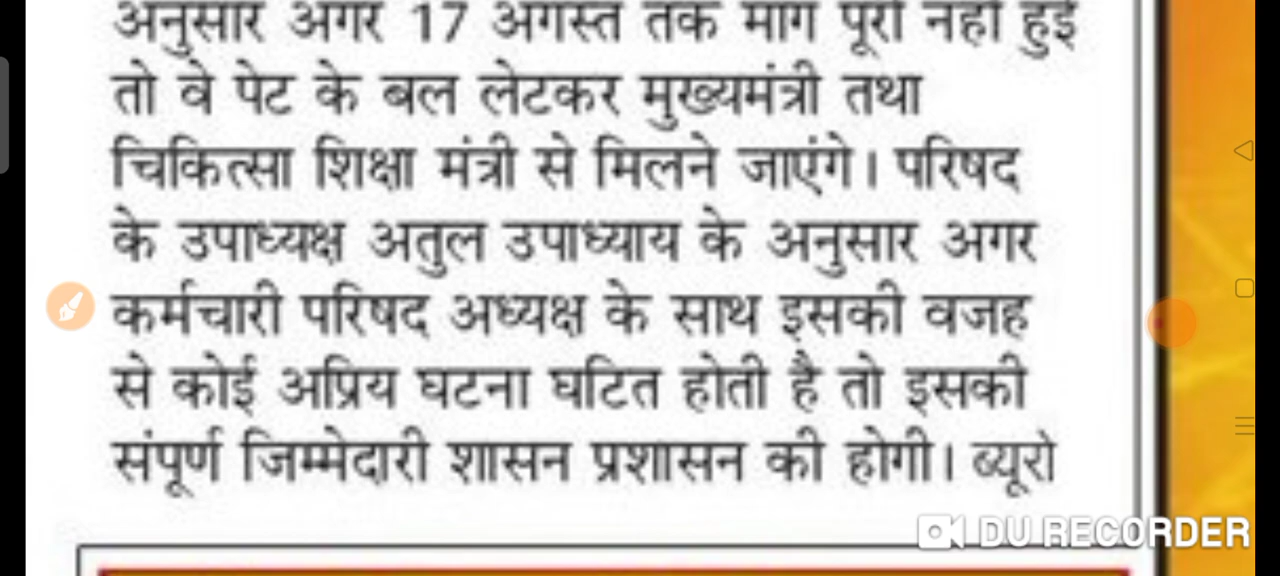 अनुसार अगर 17 अगस्त तक मांग पूरी नहीं हुई
तो वे पेट के बल लेटकर मुख्यमंत्री तथा
चिकित्सा शिक्षा मंत्री से मिलने जाएंगे। परिषद
के उपाध्यक्ष अतुल उपाध्याय के अनुसार अगर
कर्मचारी परिषद अध्यक्ष के साथ इसकी वजह
से कोई अप्रिय घटना घटित होती है तो इसकी
संपूर्ण जिम्मेदारी शासन प्रशासन की होगी। ब्यूरो
DU RECORDER